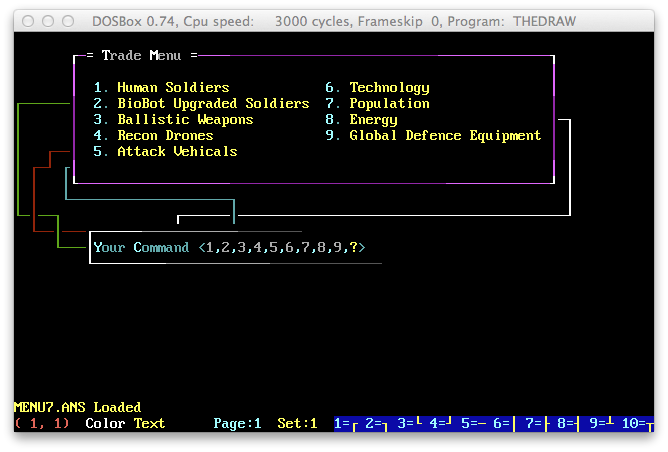 DOSBox 0.74, Cpu speed: 3000 cycles, Frameskip 0, Program: THEDRAW
= Trade Menu =
1. Human Soldiers 6. Technology
2. BioBot Upgraded Soldiers 7. Population
3. Ballistic Weapons 8. Energy
4. Recon Drones 9. Global Defence Equipment
5. Attack Vehicals
Your Command <1,2,3,4,5,6,7,8,9,?>
MENU7.ANS Loaded
( 1, 1) Color Text Page:1 Set:1 1=┌ 2=┐ 3=└ 4=┘ 5=─ 6=│ 7=├ 8=┤ 9=┴ 10=┬